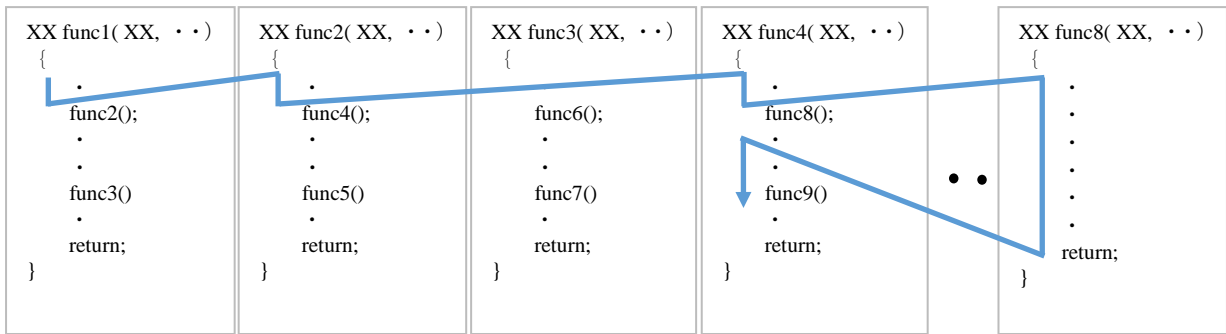 XX func1( XX, ・・)
{
・
func2();
・
・
func3()
・
return;
}
XX func2( XX, ・・)
{
・
func4();
・
・
func5()
・
return;
}
XX func3( XX, ・・)
{
・
func6();
・
・
func7()
・
return;
}
XX func4( XX, ・・)
{
・
func8();
・
・
func9()
・
return;
}
・・
XX func8( XX, ・・)
{
・
・
・
・
・
・
return;
}